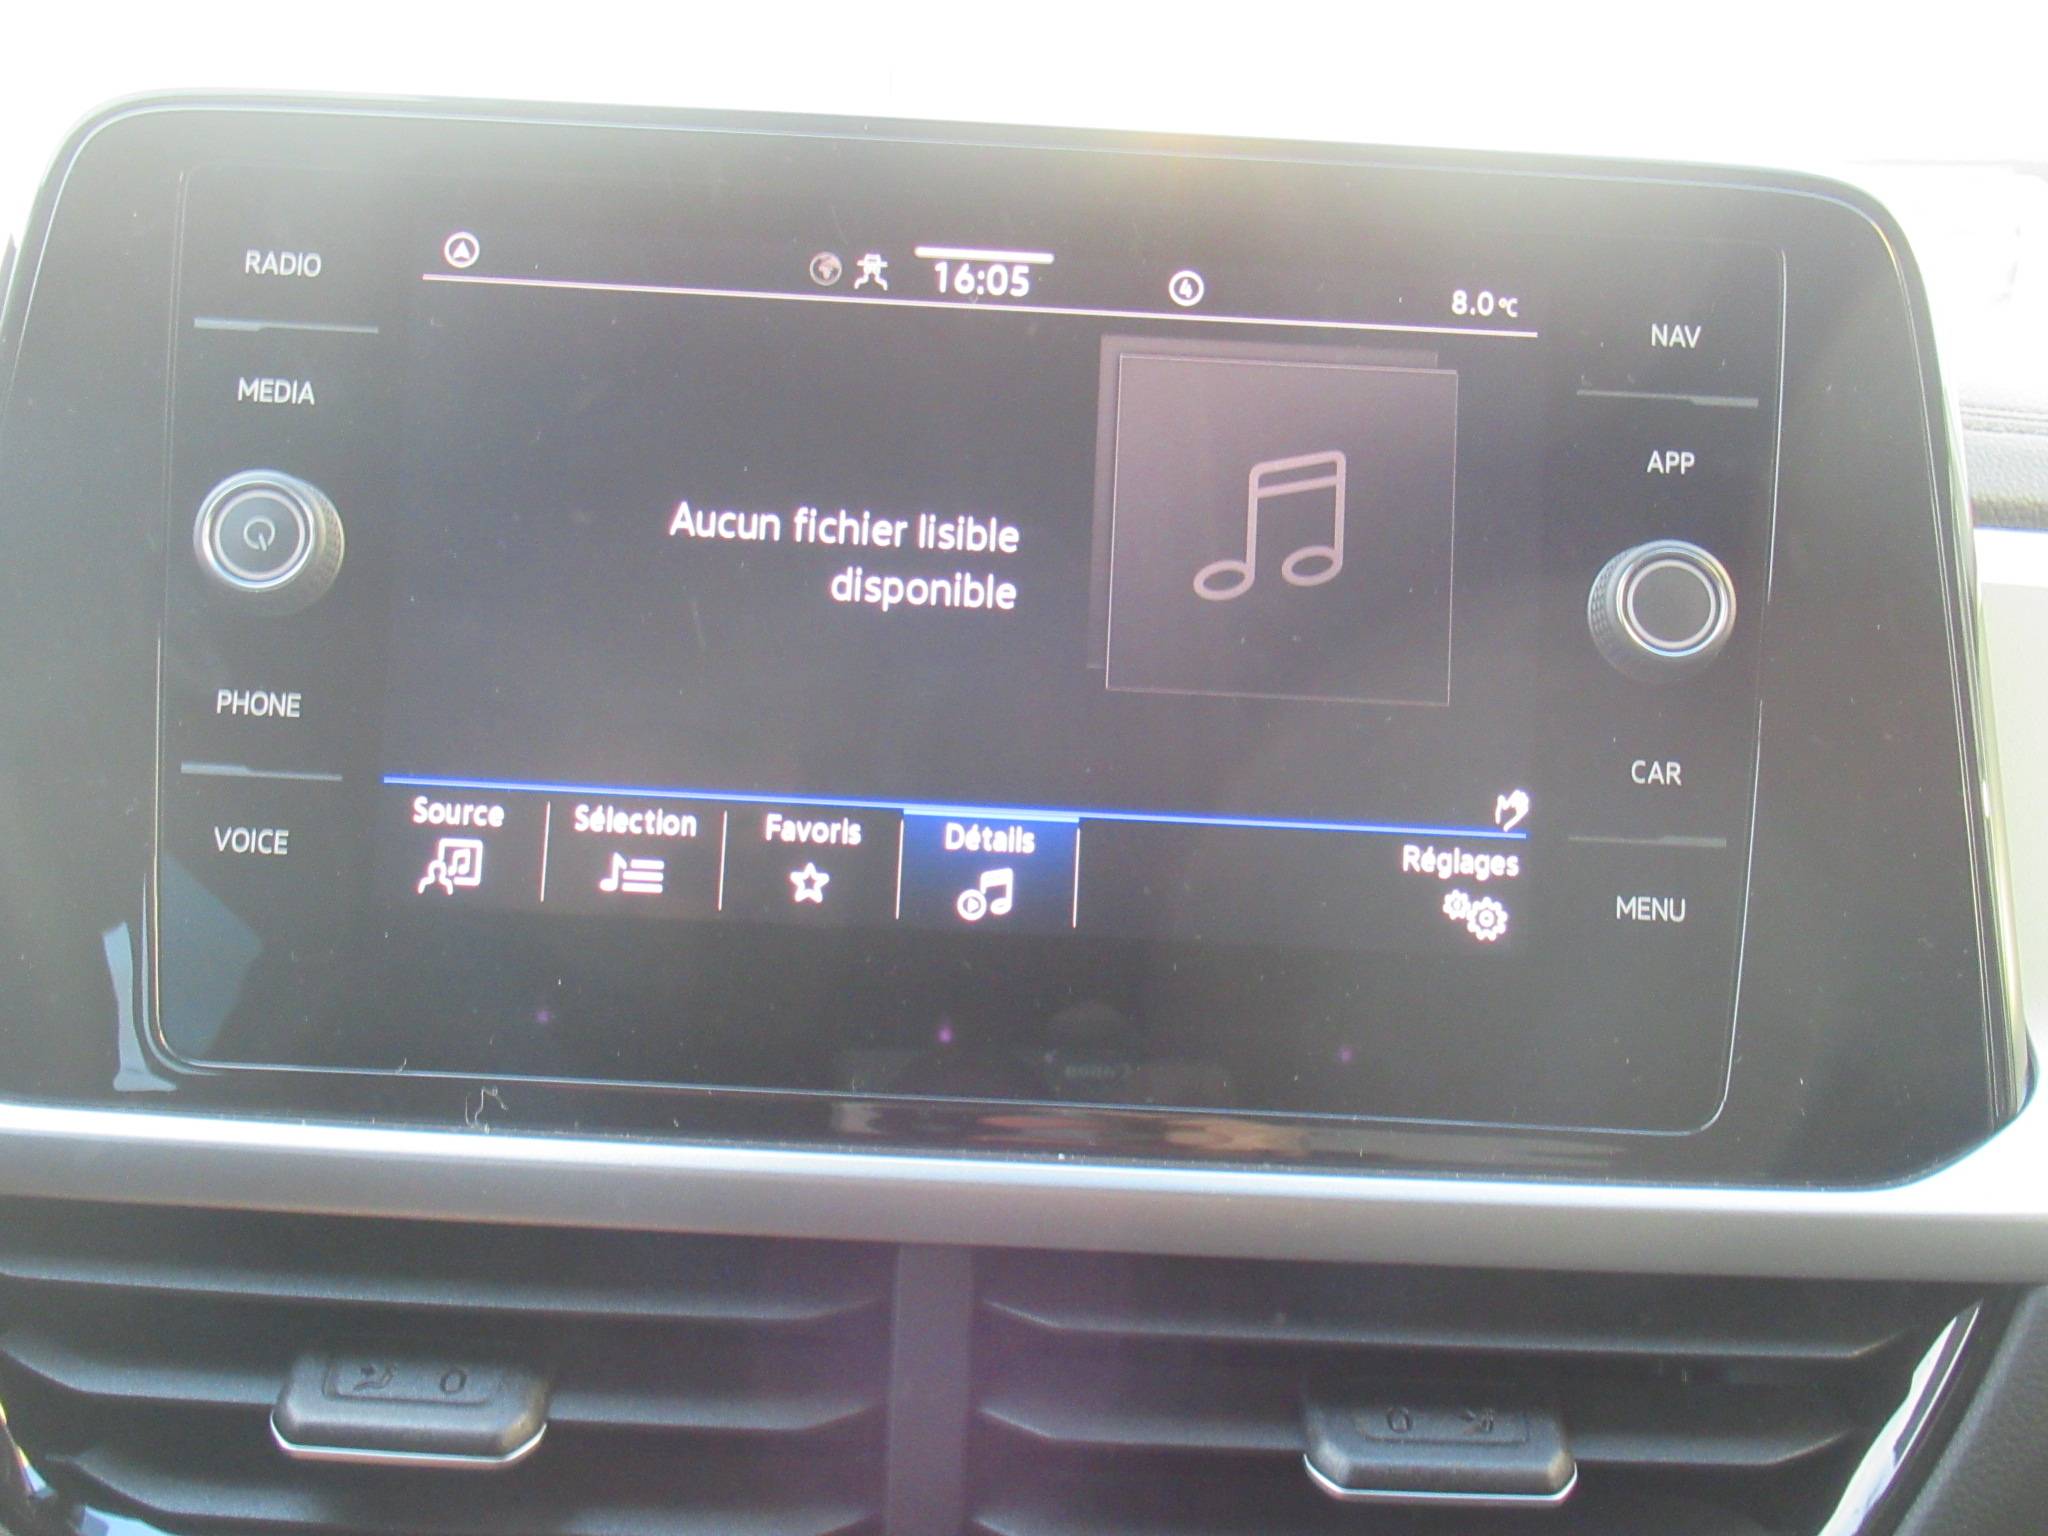 RADIO
MEDIA
PHONE
VOICE
16:05
4
8.0°C
Aucun fichier lisible
disponible
Source
Sélection
Favoris
Détails
Réglages
NAV
APP
CAR
MENU